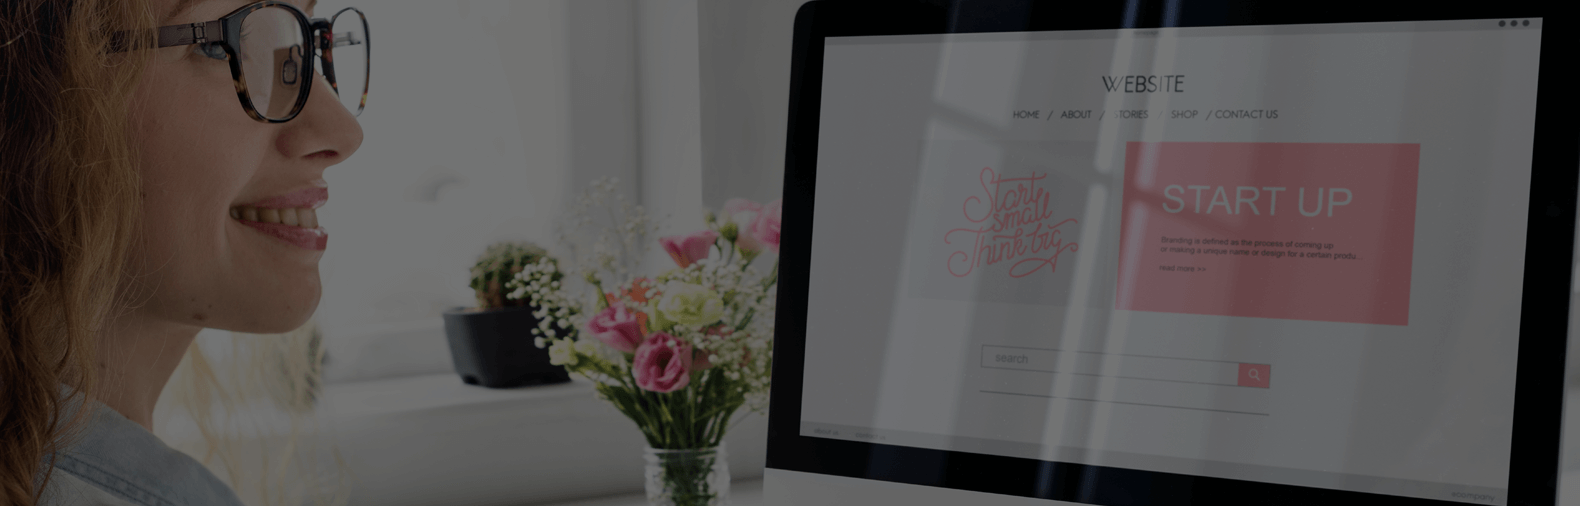 WEBSITE
HOME / ABOUT / STORIES / SHOP / CONTACT US
Start
small
Think big
START UP
Branding is defined as the process of coming up
or making a unique name or design for a certain produ..
read more >>
search